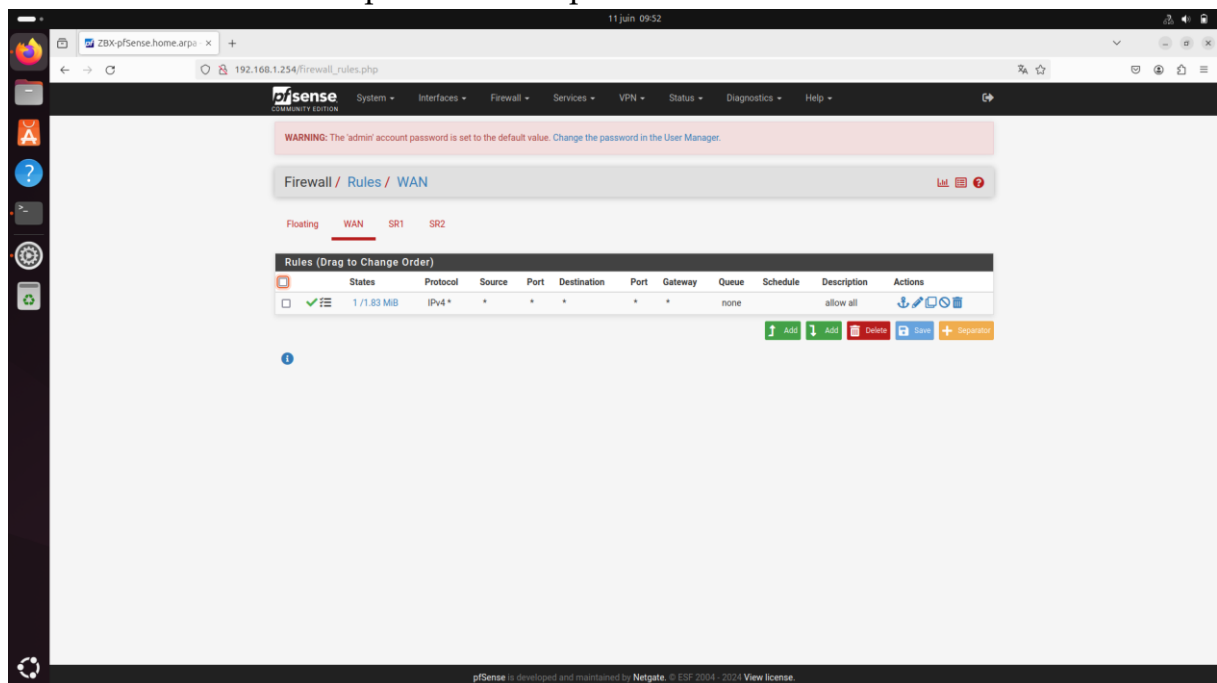 11 juin 09:52
ZBX-pfSense.home.arpa
192.168.1.254/firewall_rules.php
pfsense
COMMUNITY EDITION
System Interfaces Firewall Services VPN Status Diagnostics Help
WARNING: The 'admin' account password is set to the default value. Change the password in the User Manager.
Firewall / Rules / WAN
Floating WAN SR1 SR2
Rules (Drag to Change Order)
States Protocol Source Port Destination Port Gateway Queue Schedule Description Actions
1 /1.83 MiB IPv4 * * * * * * none allow all
Add Add Delete Save Separator
pfSense is developed and maintained by Netgate. © ESF 2004 - 2024 View license.